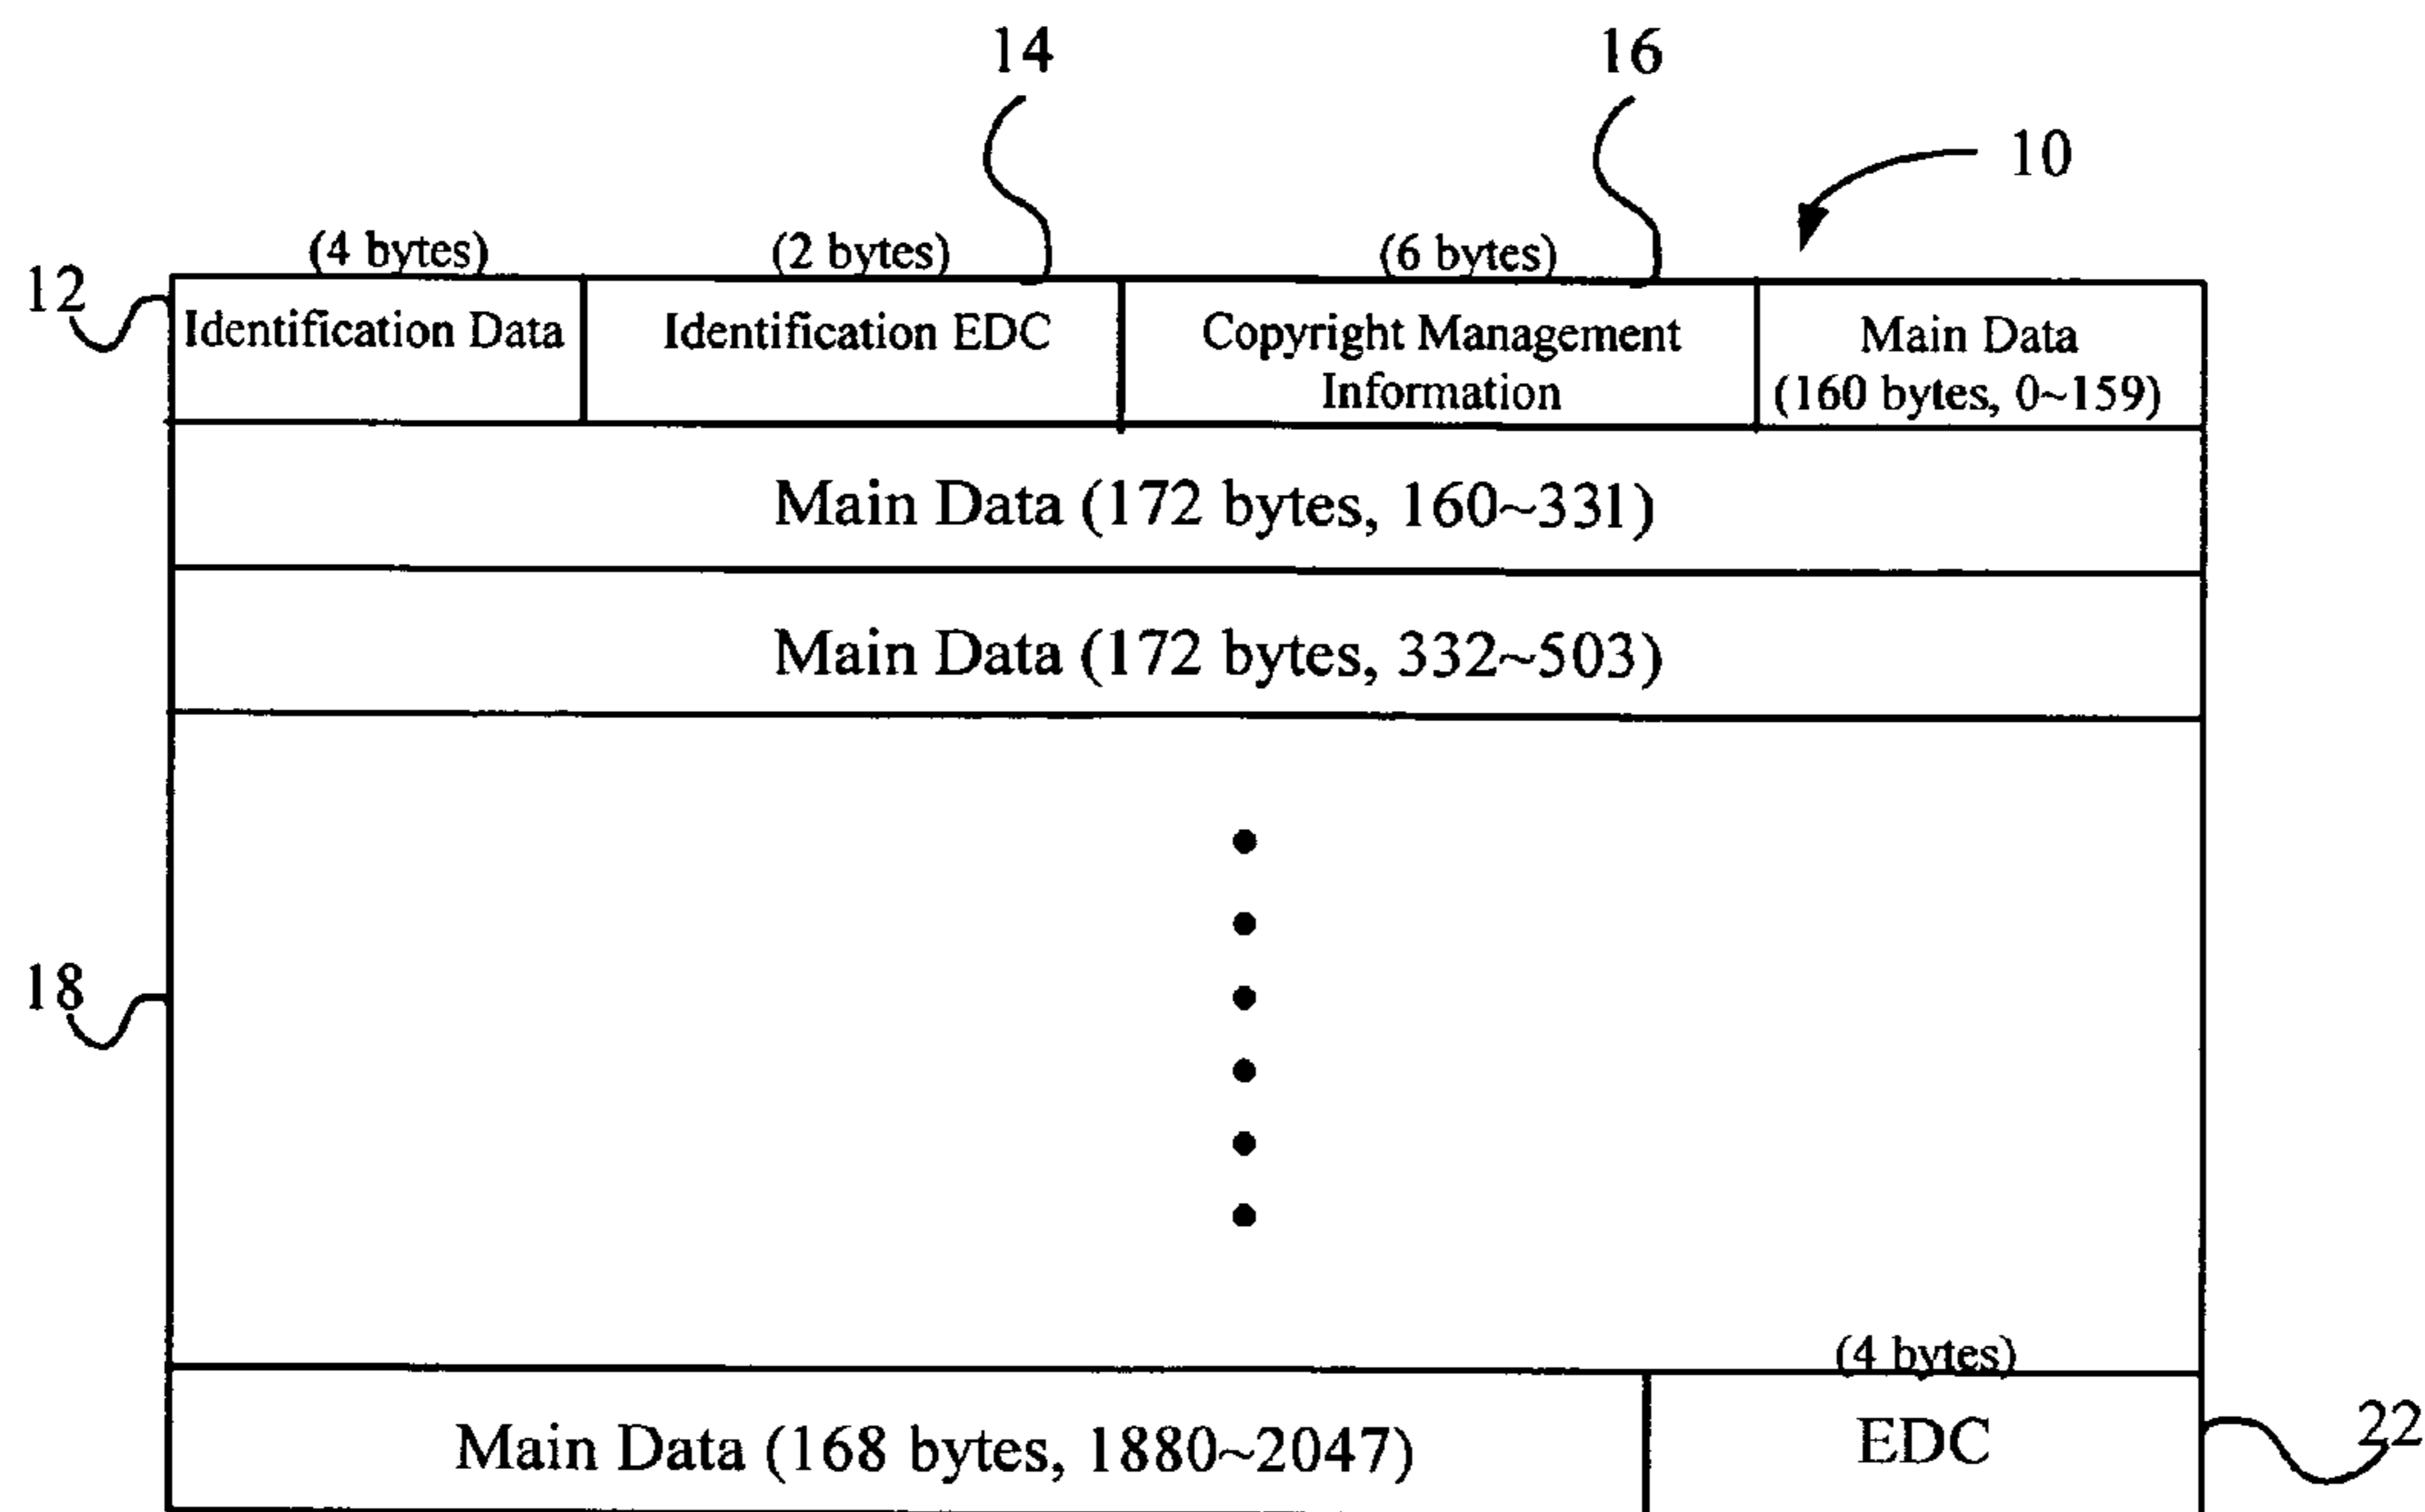 14
16
10
(4 bytes)
(2 bytes)
(6 bytes)
12
Identification Data
Identification EDC
Copyright Management
Information
Main Data
(160 bytes, 0~159)
Main Data (172 bytes, 160~331)
Main Data (172 bytes, 332~503)
18
(4 bytes)
Main Data (168 bytes, 1880~2047)
EDC
22